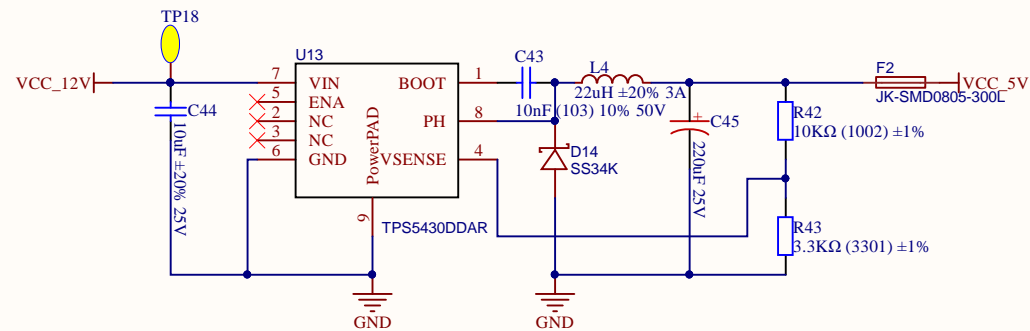 TP18
U13
VCC_12V
7
VIN
BOOT
1
C43
L4
22uH ±20% 3A
F2
VCC_5V
JK-SMD0805-300L
5
ENA
10nF (103) 10% 50V
C44
10uF ±20% 25V
2
NC
PH
8
3
NC
6
GND
VSENSE
4
PowerPAD
9
TPS5430DDAR
D14
SS34K
C45
+
220uF 25V
R42
10KΩ (1002) ±1%
R43
3.3KΩ (3301) ±1%
GND
GND